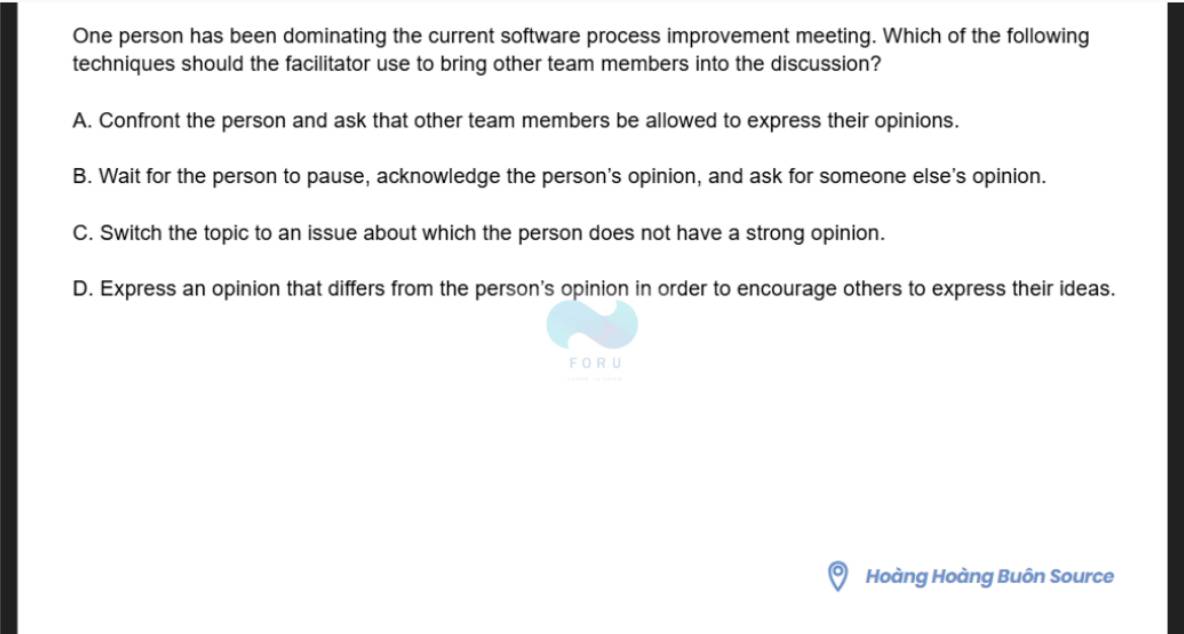 One person has been dominating the current software process improvement meeting. Which of the following
techniques should the facilitator use to bring other team members into the discussion?
A. Confront the person and ask that other team members be allowed to express their opinions.
B. Wait for the person to pause, acknowledge the person's opinion, and ask for someone else's opinion.
C. Switch the topic to an issue about which the person does not have a strong opinion.
D. Express an opinion that differs from the person's opinion in order to encourage others to express their ideas.
FORU
Hoàng Hoàng Buôn Source